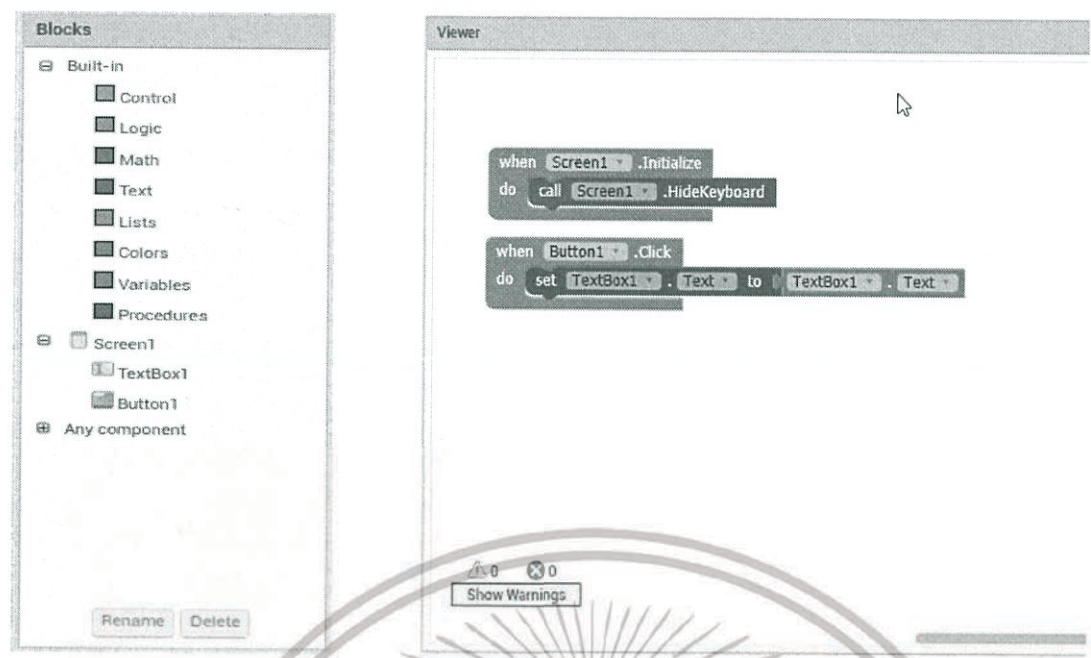 Blocks
Built-in
Control
Logic
Math
Text
Lists
Colors
Variables
Procedures
Screen1
TextBox1
Button1
Any component
Rename Delete
Viewer
when Screen1 .Initialize
do call Screen1 .HideKeyboard
when Button1 .Click
do set TextBox1 . Text to TextBox1 . Text
0 0
Show Warnings